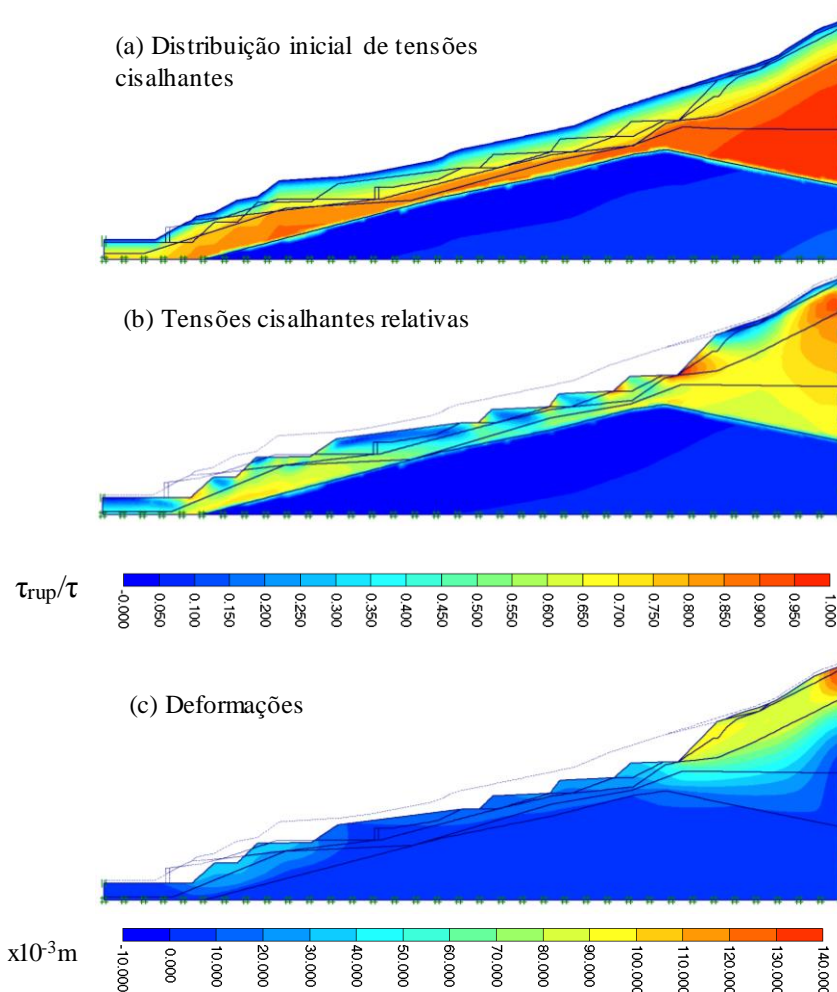 (a) Distribuição inicial de tensões
cisalhantes
(b) Tensões cisalhantes relativas
τrup/τ
-0.000 0.050 0.100 0.150 0.200 0.250 0.300 0.350 0.400 0.450 0.500 0.550 0.600 0.650 0.700 0.750 0.800 0.850 0.900 0.950 1.000
(c) Deformações
x10-3m
-10.000 0.000 10.000 20.000 30.000 40.000 50.000 60.000 70.000 80.000 90.000 100.000 110.000 120.000 130.000 140.000